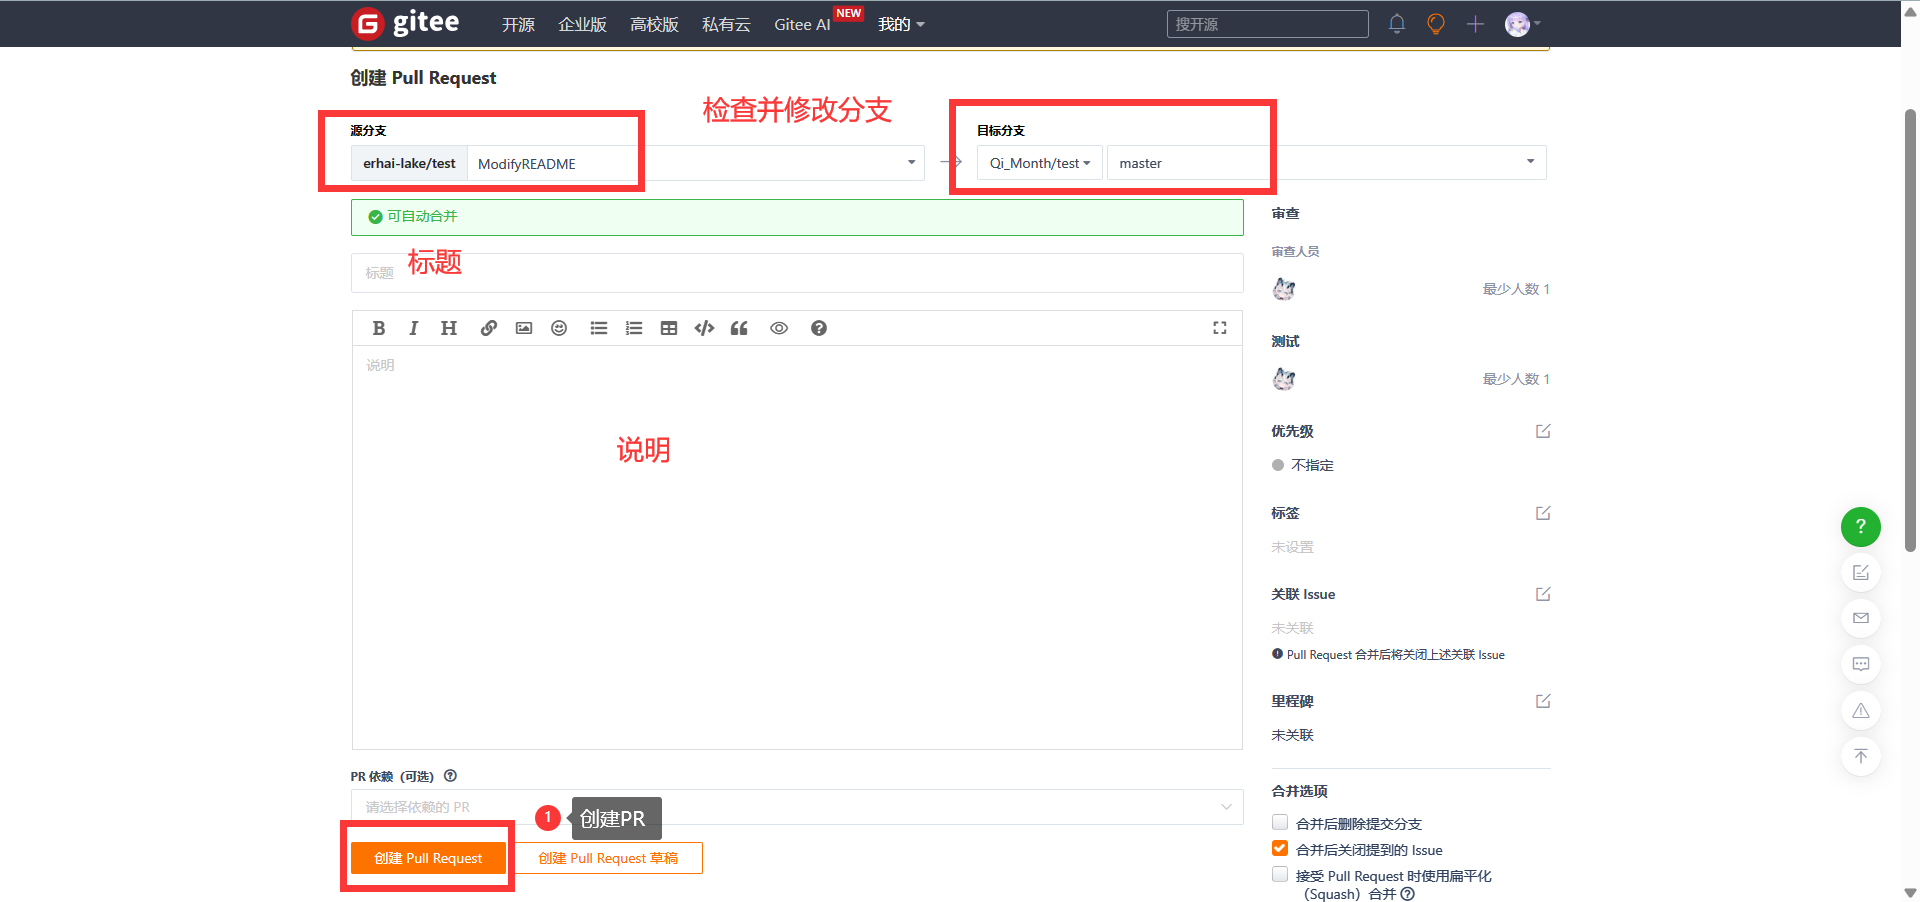 gitee
开源
企业版
高校版
私有云
Gitee AI
NEW
我的
搜开源
创建 Pull Request
检查并修改分支
源分支
erhai-lake/test
ModifyREADME
目标分支
Qi_Month/test
master
可自动合并
标题
标题
说明
说明
审查
审查人员
最少人数 1
测试
最少人数 1
优先级
不指定
标签
未设置
关联 Issue
未关联
Pull Request 合并后将关闭上述关联 Issue
里程碑
未关联
PR 依赖（可选）
请选择依赖的 PR
1
创建PR
创建 Pull Request
创建 Pull Request 草稿
合并选项
合并后删除提交分支
合并后关闭提到的 Issue
接受 Pull Request 时使用扁平化
（Squash）合并